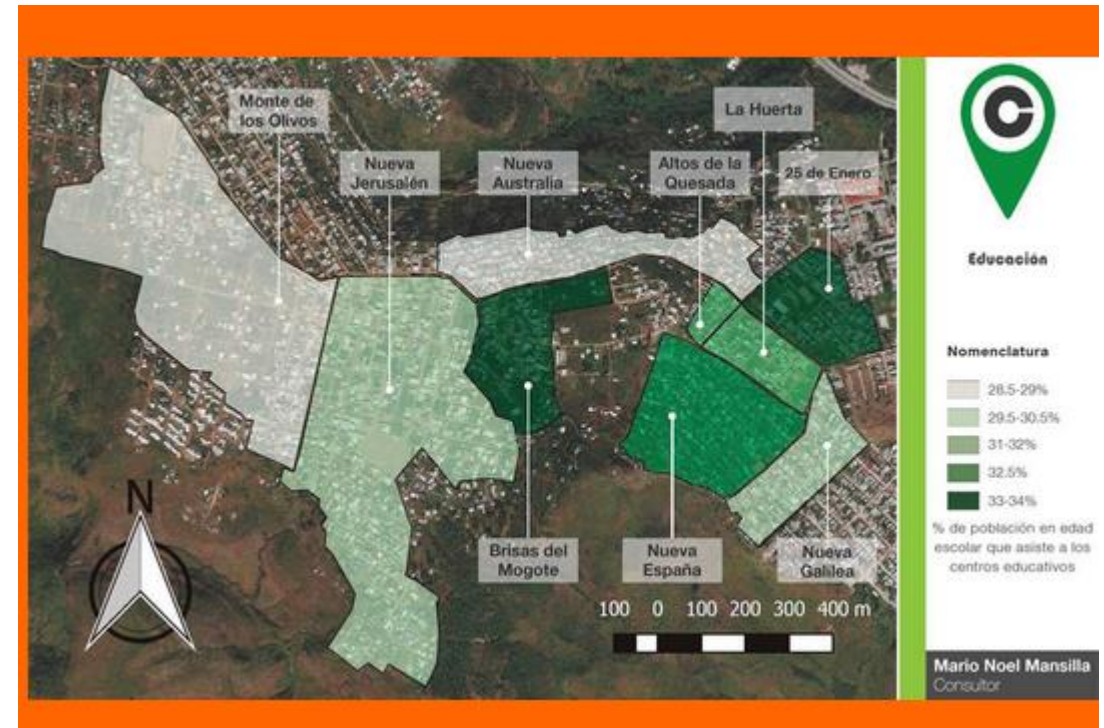 Monte de
los Olivos
Nueva
Jerusalén
Nueva
Australia
La Huerta
Altos de la
Quesada
25 de Enero
Brisas del
Mogote
Nueva
España
Nueva
Galilea
N
100 0 100 200 300 400 m
C
Educación
Nomenclatura
28.5-29%
29.5-30.5%
31-32%
32.5%
33-34%
% de población en edad
escolar que asiste a los
centros educativos
Mario Noel Mansilla
Consultor